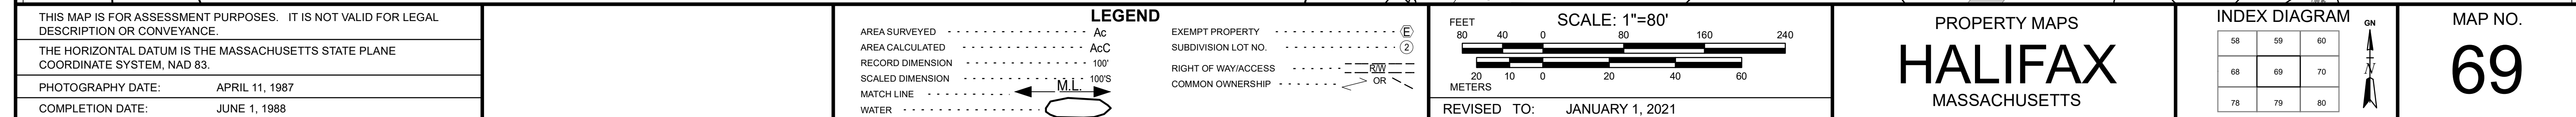 THIS MAP IS FOR ASSESSMENT PURPOSES. IT IS NOT VALID FOR LEGAL
DESCRIPTION OR CONVEYANCE.
THE HORIZONTAL DATUM IS THE MASSACHUSETTS STATE PLANE
COORDINATE SYSTEM, NAD 83.
PHOTOGRAPHY DATE: APRIL 11, 1987
COMPLETION DATE: JUNE 1, 1988
LEGEND
AREA SURVEYED - - - - - - - - - - - - - - - - - - Ac
AREA CALCULATED - - - - - - - - - - - - - - - - AcC
RECORD DIMENSION - - - - - - - - - - - - - - - 100'
SCALED DIMENSION - - - - - - - - - - - - - - - 100'S
MATCH LINE - - - - - - - - - - M.L.
WATER - - - - - - - - - - - - - - - -
EXEMPT PROPERTY - - - - - - - - - - - - - - - E
SUBDIVISION LOT NO. - - - - - - - - - - - - - - 2
RIGHT OF WAY/ACCESS - - - - - - R/W
COMMON OWNERSHIP - - - - - - - OR
SCALE: 1"=80'
FEET
80 40 0 80 160 240
20 10 0 20 40 60
METERS
REVISED TO: JANUARY 1, 2021
PROPERTY MAPS
HALIFAX
MASSACHUSETTS
INDEX DIAGRAM
58 59 60
68 69 70
78 79 80
GN
N
MAP NO.
69